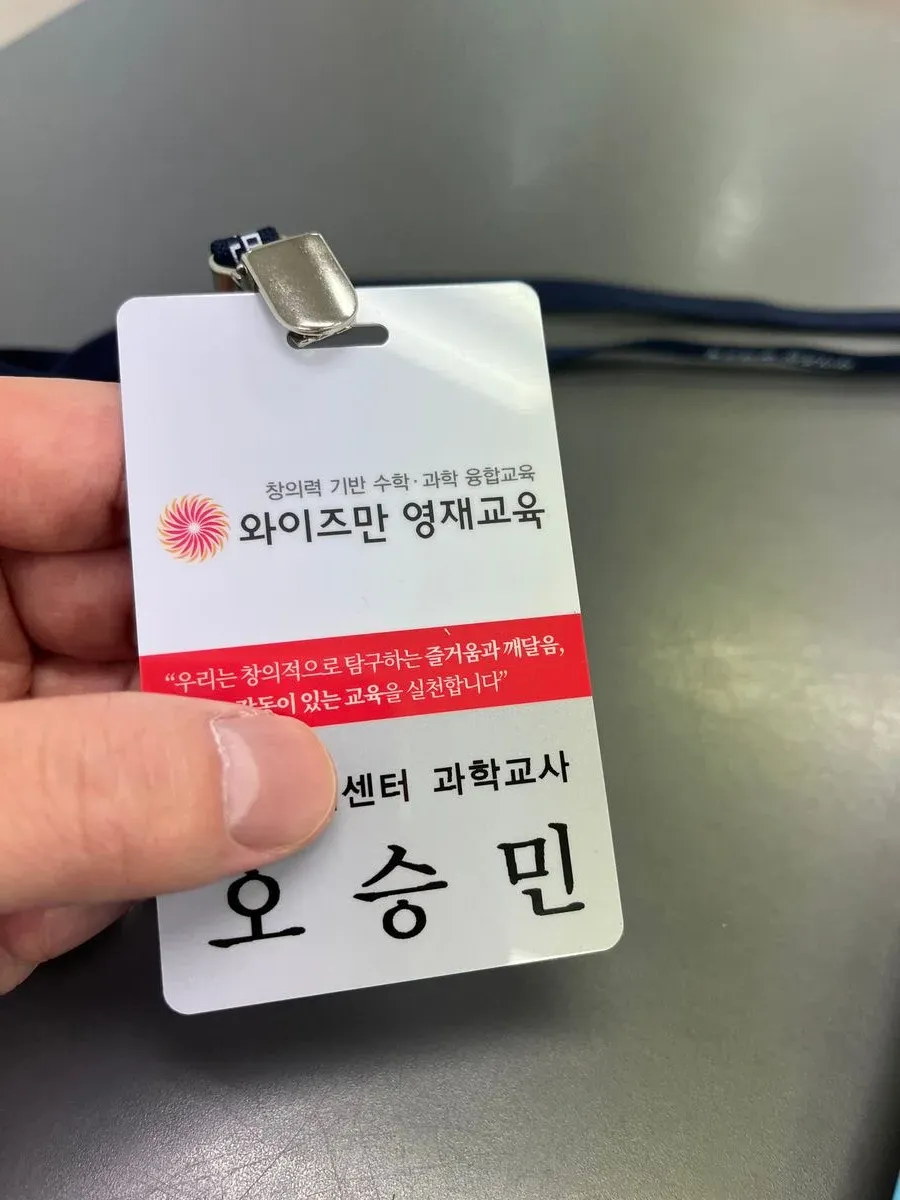 창의력 기반 수학·과학 융합교육
와이즈만 영재교육
“우리는 창의적으로 탐구하는 즐거움과 깨달음,
있는 교육을 실천합니다”
센터 과학교사
오승민